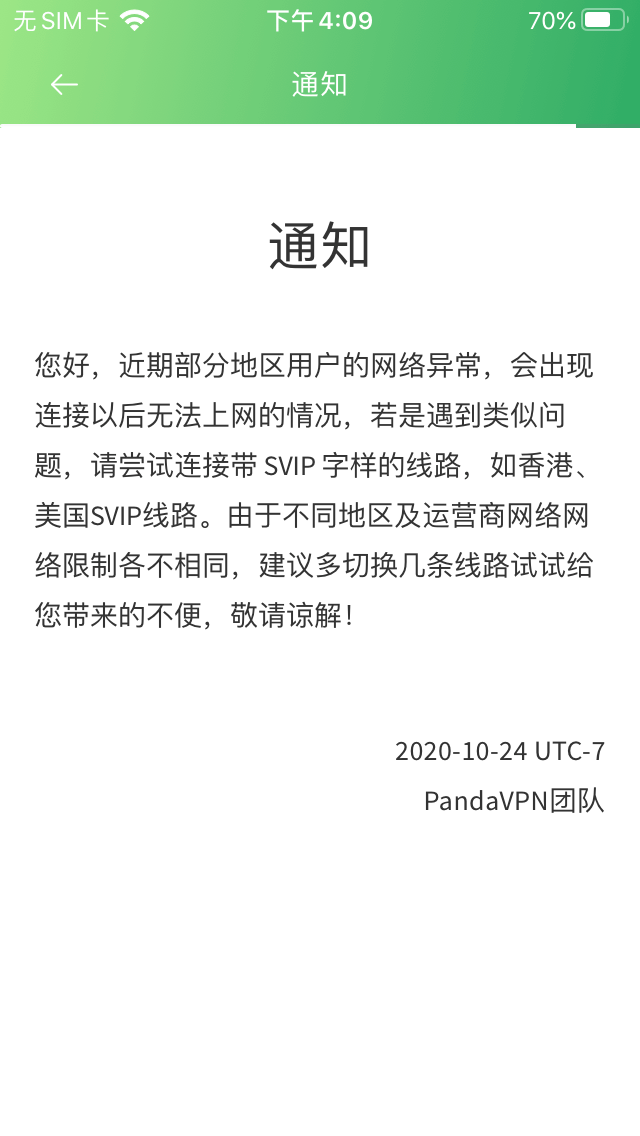 无SIM卡 下午4:09 70%
通知
通知
您好，近期部分地区用户的网络异常，会出现
连接以后无法上网的情况，若是遇到类似问
题，请尝试连接带 SVIP 字样的线路，如香港、
美国SVIP线路。由于不同地区及运营商网络网
络限制各不相同，建议多切换几条线路试试给
您带来的不便，敬请谅解！
2020-10-24 UTC-7
PandaVPN团队